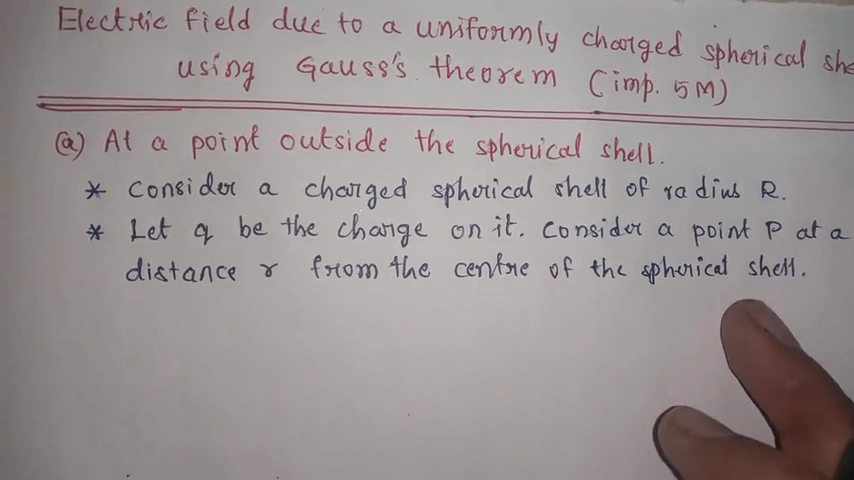 Electric field due to a uniformly charged spherical she
using Gauss's theorem (imp. 5M)
(a) At a point outside the spherical shell.
* Consider a charged spherical shell of radius R.
* Let q be the charge on it. Consider a point P at a
distance r from the centre of the spherical shell.